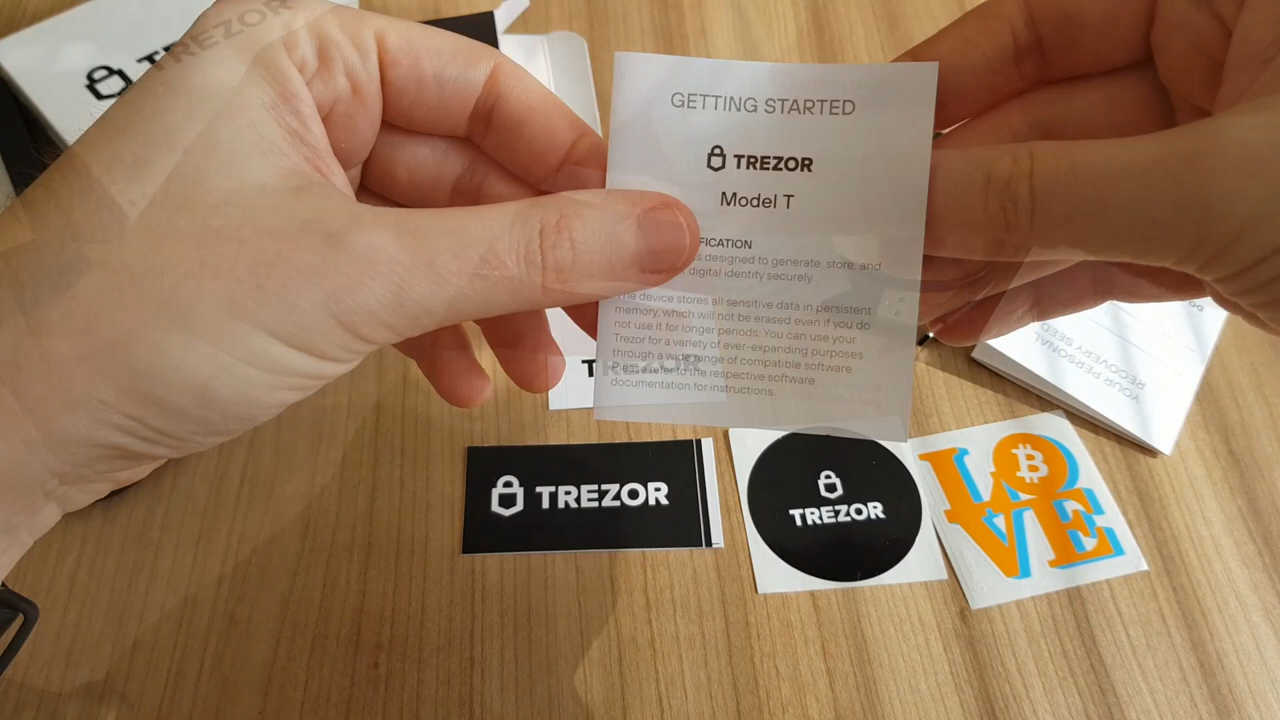 TREZOR
GETTING STARTED
TREZOR
Model T
FICATION
s designed to generate, store, and
digital identity securely.
The device stores all sensitive data in persistent
memory, which will not be erased even if you do
not use it for longer periods. You can use your
Trezor for a variety of ever-expanding purposes
through a wide range of compatible software.
Please refer to the respective software
documentation for instructions.
YOUR PERSONAL
RECOVERY SEED
DO
TREZOR
TREZOR
TREZOR
LOVE